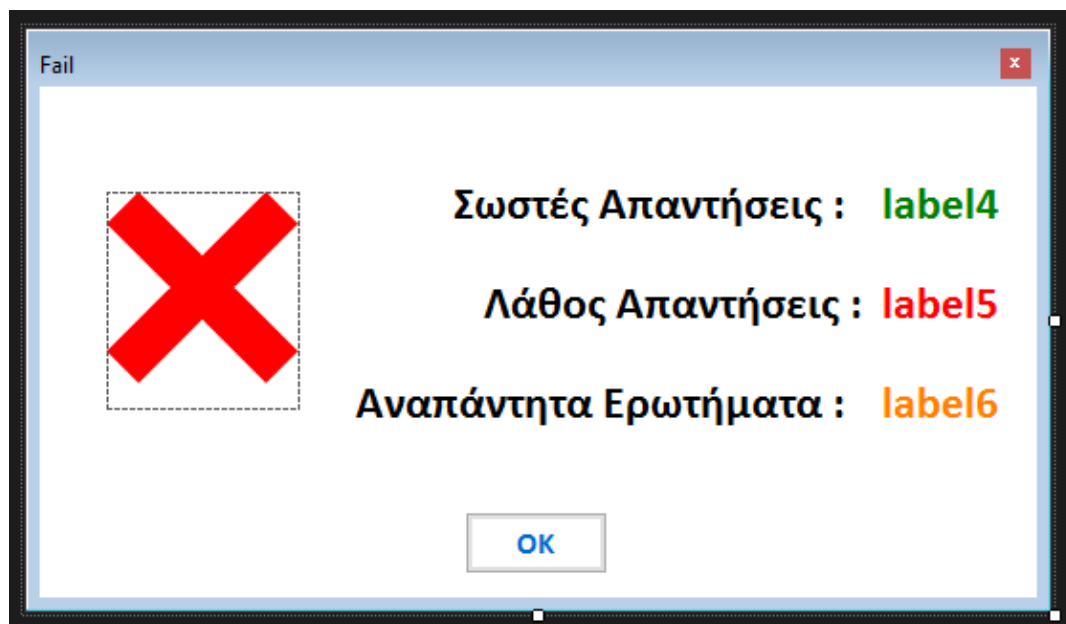 Fail
x
Σωστές Απαντήσεις : label4
Λάθος Απαντήσεις : label5
Αναπάντητα Ερωτήματα : label6
OK